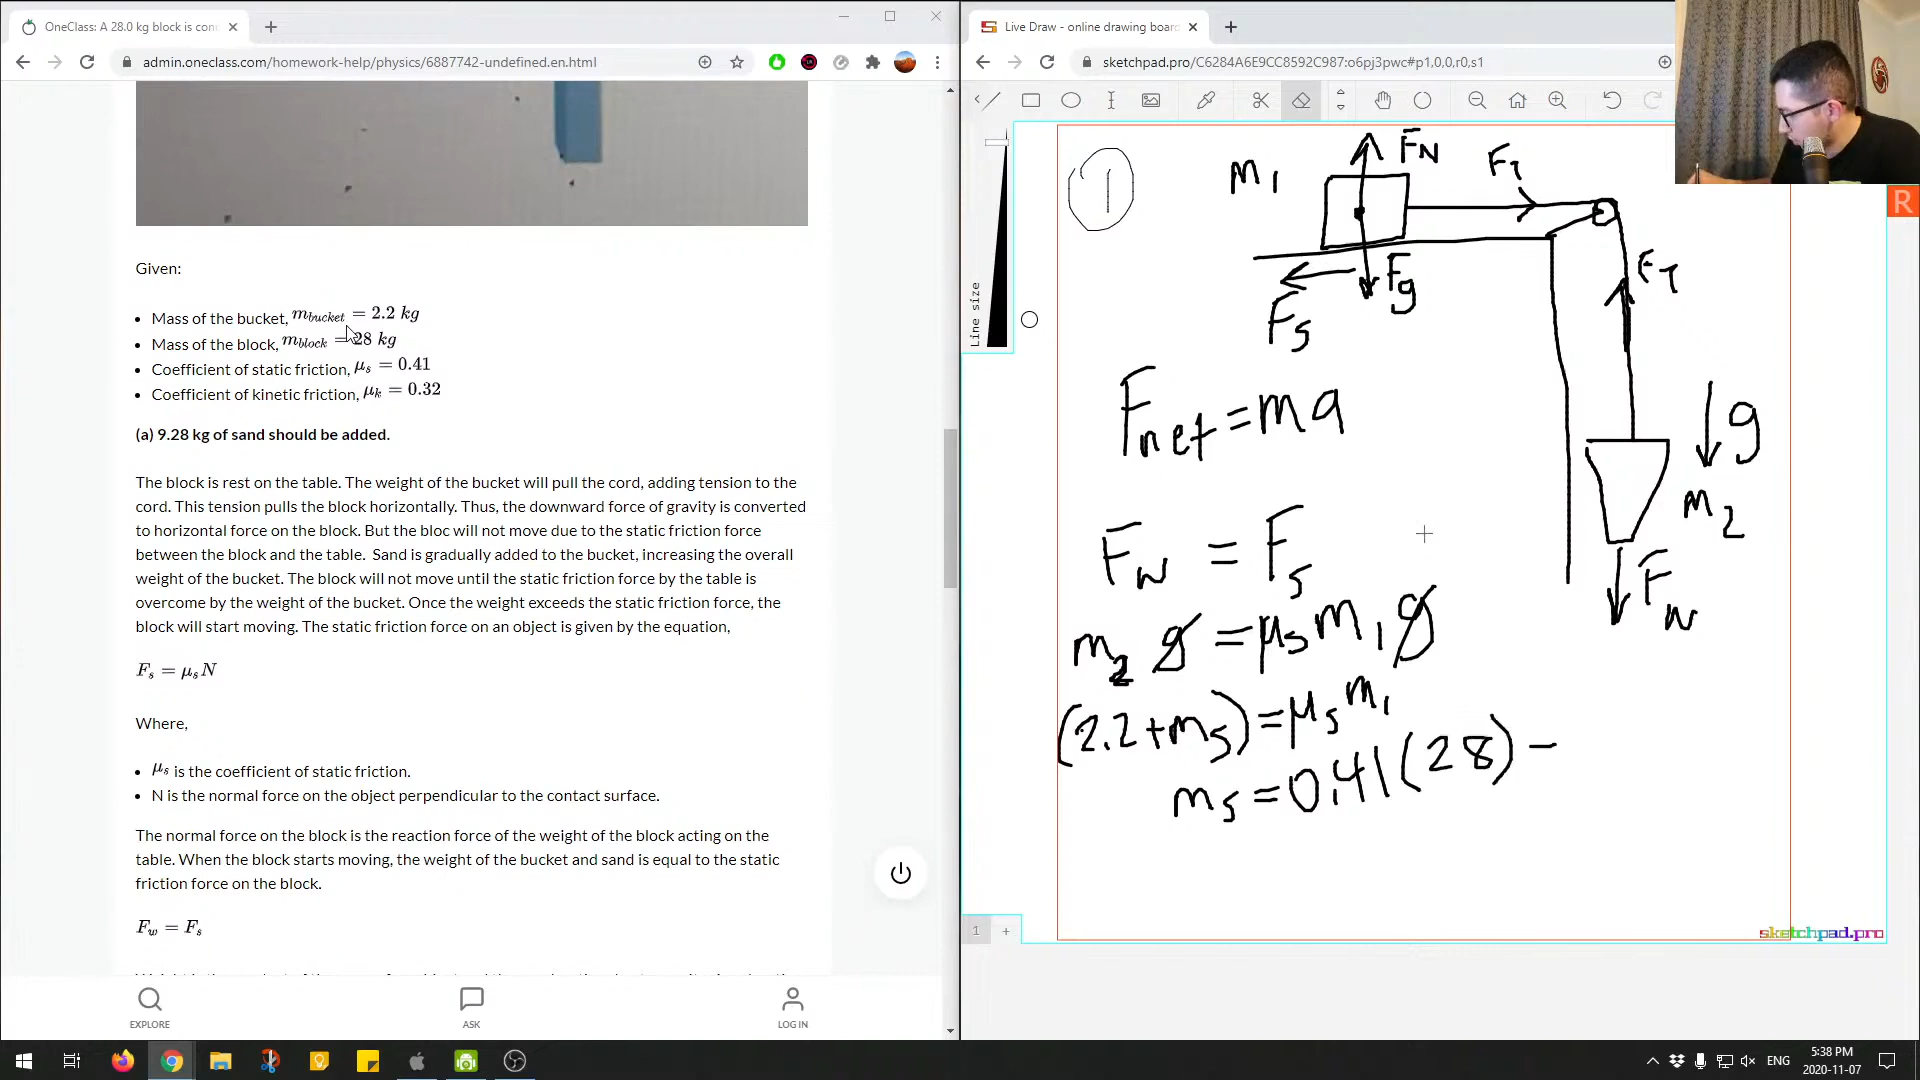 OneClass: A 28.0 kg block is con
admin.oneclass.com/homework-help/physics/6887742-undefined.en.html
Given:
• Mass of the bucket, m_bucket = 2.2 kg
• Mass of the block, m_block = 28 kg
• Coefficient of static friction, μ_s = 0.41
• Coefficient of kinetic friction, μ_k = 0.32
(a) 9.28 kg of sand should be added.
The block is rest on the table. The weight of the bucket will pull the cord, adding tension to the
cord. This tension pulls the block horizontally. Thus, the downward force of gravity is converted
to horizontal force on the block. But the bloc will not move due to the static friction force
between the block and the table. Sand is gradually added to the bucket, increasing the overall
weight of the bucket. The block will not move until the static friction force by the table is
overcome by the weight of the bucket. Once the weight exceeds the static friction force, the
block will start moving. The static friction force on an object is given by the equation,
F_s = μ_s N
Where,
• μ_s is the coefficient of static friction.
• N is the normal force on the object perpendicular to the contact surface.
The normal force on the block is the reaction force of the weight of the block acting on the
table. When the block starts moving, the weight of the bucket and sand is equal to the static
friction force on the block.
F_w = F_s
EXPLORE
ASK
LOG IN
Live Draw - online drawing board
sketchpad.pro/C6284A6E9CC8592C987:o6pj3pwc#p1,0,0,r0,s1
Line size
R
1
m1
FN
FT
Fg
Fs
FT
g
m2
Fw
Fnet = ma
Fw = Fs
m2 g = μs m1 g
(2.2 + ms) = μs m1
ms = 0.41(28) –
1 +
sketchpad.pro
ENG
5:38 PM
2020-11-07